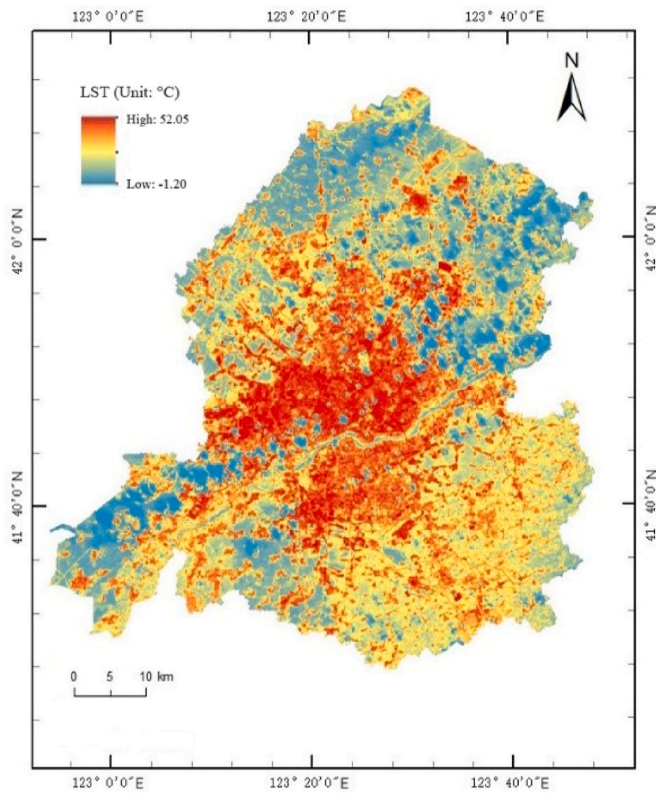 123° 0′0″E 123° 20′0″E 123° 40′0″E
N
LST (Unit: °C)
High: 52.05
Low: -1.20
42° 0′0″N 42° 0′0″N
41° 40′0″N 41° 40′0″N
0 5 10 km
123° 0′0″E 123° 20′0″E 123° 40′0″E